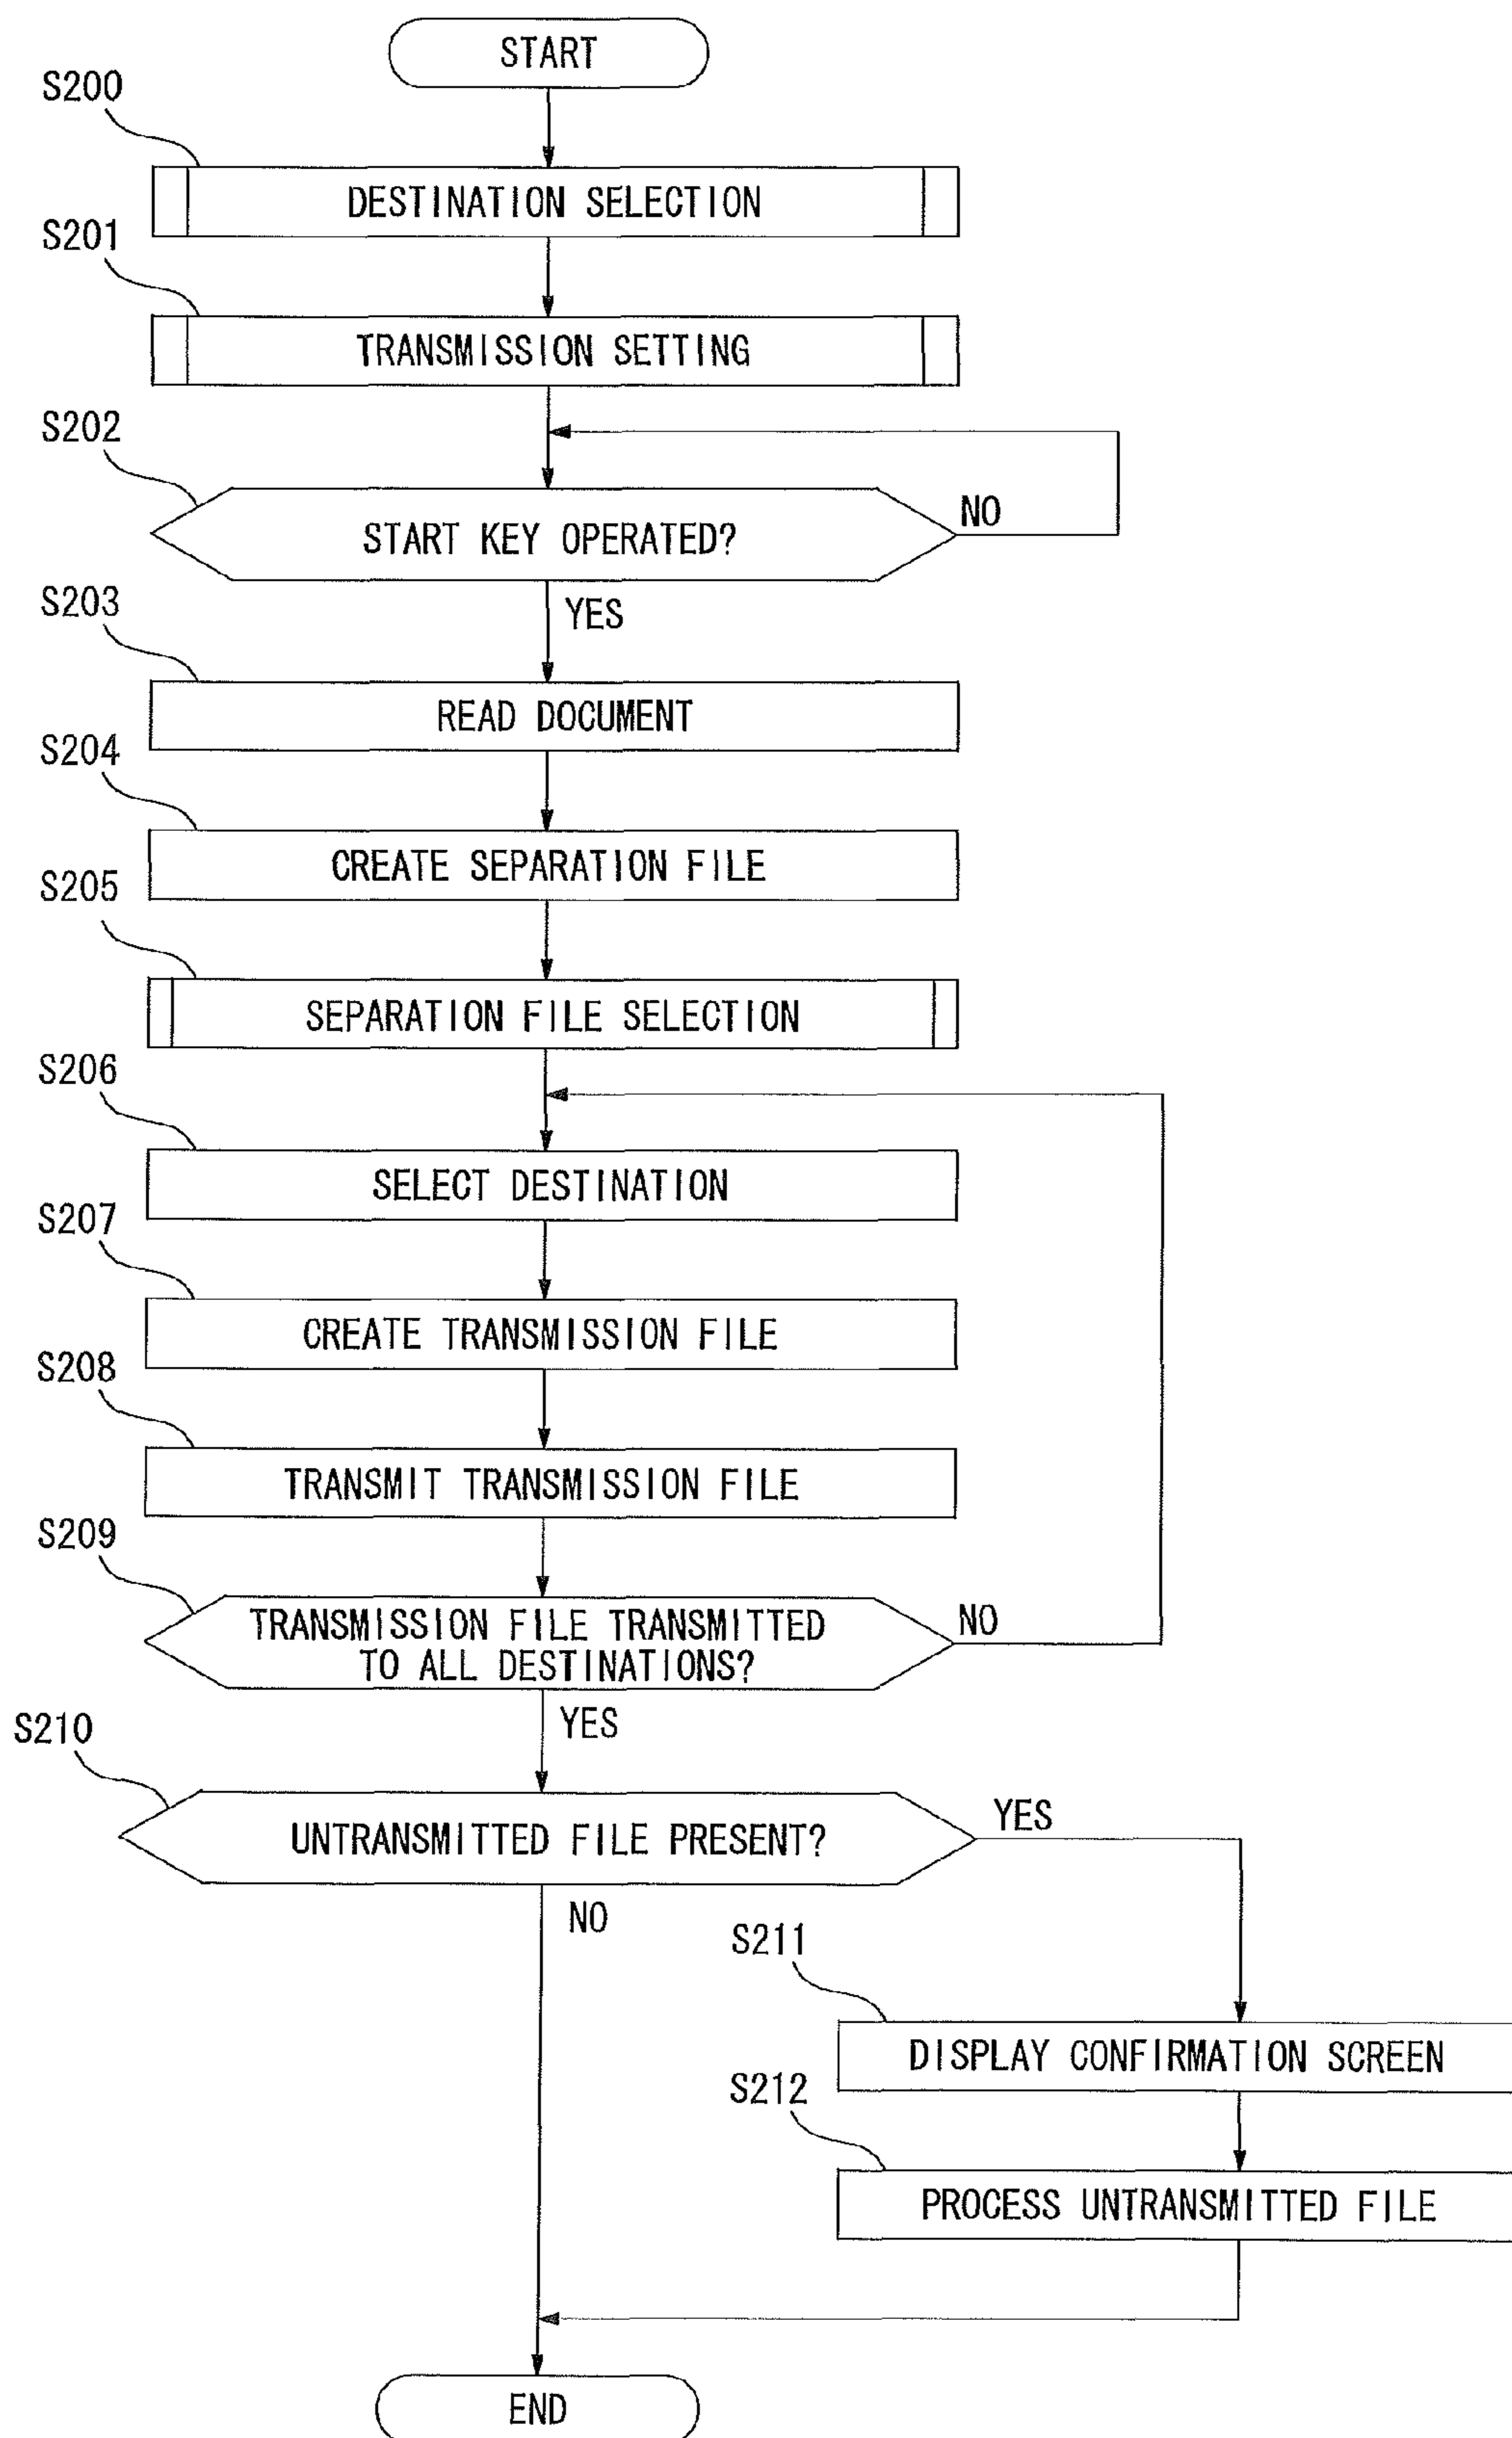 START
S200
DESTINATION SELECTION
S201
TRANSMISSION SETTING
S202
START KEY OPERATED?
NO
YES
S203
READ DOCUMENT
S204
CREATE SEPARATION FILE
S205
SEPARATION FILE SELECTION
S206
SELECT DESTINATION
S207
CREATE TRANSMISSION FILE
S208
TRANSMIT TRANSMISSION FILE
S209
TRANSMISSION FILE TRANSMITTED
TO ALL DESTINATIONS?
NO
YES
S210
UNTRANSMITTED FILE PRESENT?
YES
NO
S211
DISPLAY CONFIRMATION SCREEN
S212
PROCESS UNTRANSMITTED FILE
END